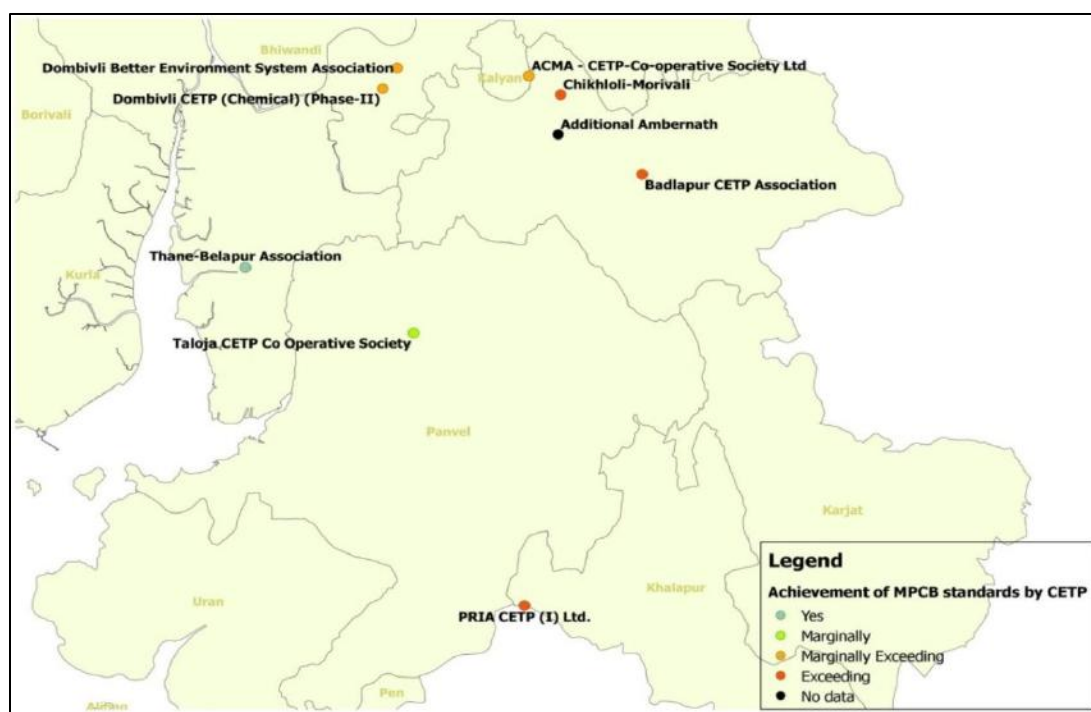 Bhiwandi
Dombivli Better Environment System Association
ACMA - CETP-Co-operative Society Ltd
Kalyan
Chikhloli-Morivali
Dombivli CETP (Chemical) (Phase-II)
Borivali
Additional Ambernath
Badlapur CETP Association
Thane-Belapur Association
Kurla
Taloja CETP Co Operative Society
Panvel
Karjat
Legend
Achievement of MPCB standards by CETP
Yes
Marginally
Marginally Exceeding
Exceeding
No data
Khalapur
Uran
PRIA CETP (I) Ltd.
Pen